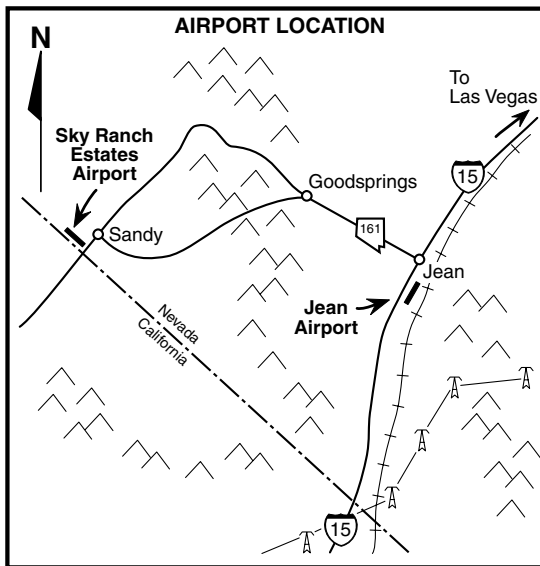 AIRPORT LOCATION
N
To
Las Vegas
Sky Ranch
Estates
Airport
15
Goodsprings
161
Sandy
Jean
Jean
Airport
Nevada
California
15